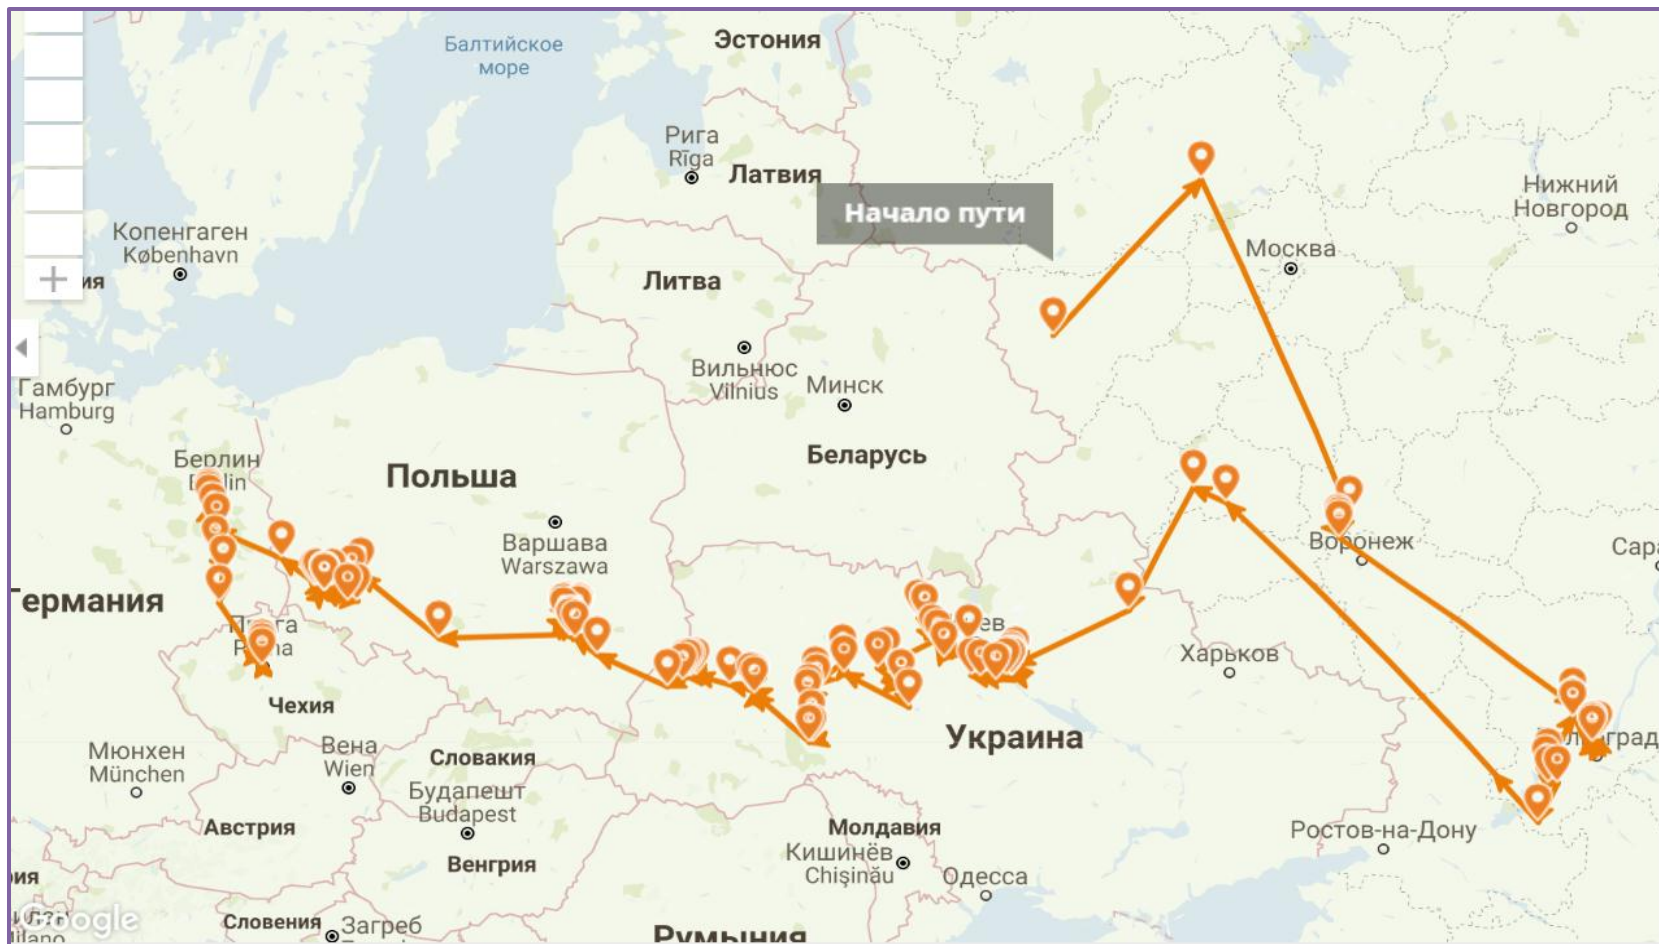 Балтийское
море
Эстония
Рига
Rīga
Латвия
Начало пути
Нижний
Новгород
Москва
Копенгаген
København
Литва
Вильнюс
Vilnius
Минск
Гамбург
Hamburg
Беларусь
Берлин
Польша
Варшава
Warszawa
Воронеж
Германия
Харьков
Чехия
Украина
Мюнхен
München
Вена
Wien
Словакия
Будапешт
Budapest
Австрия
Венгрия
Молдавия
Кишинёв
Chișinău
Одесса
Ростов-на-Дону
Словения
Загреб
Румыния
Google